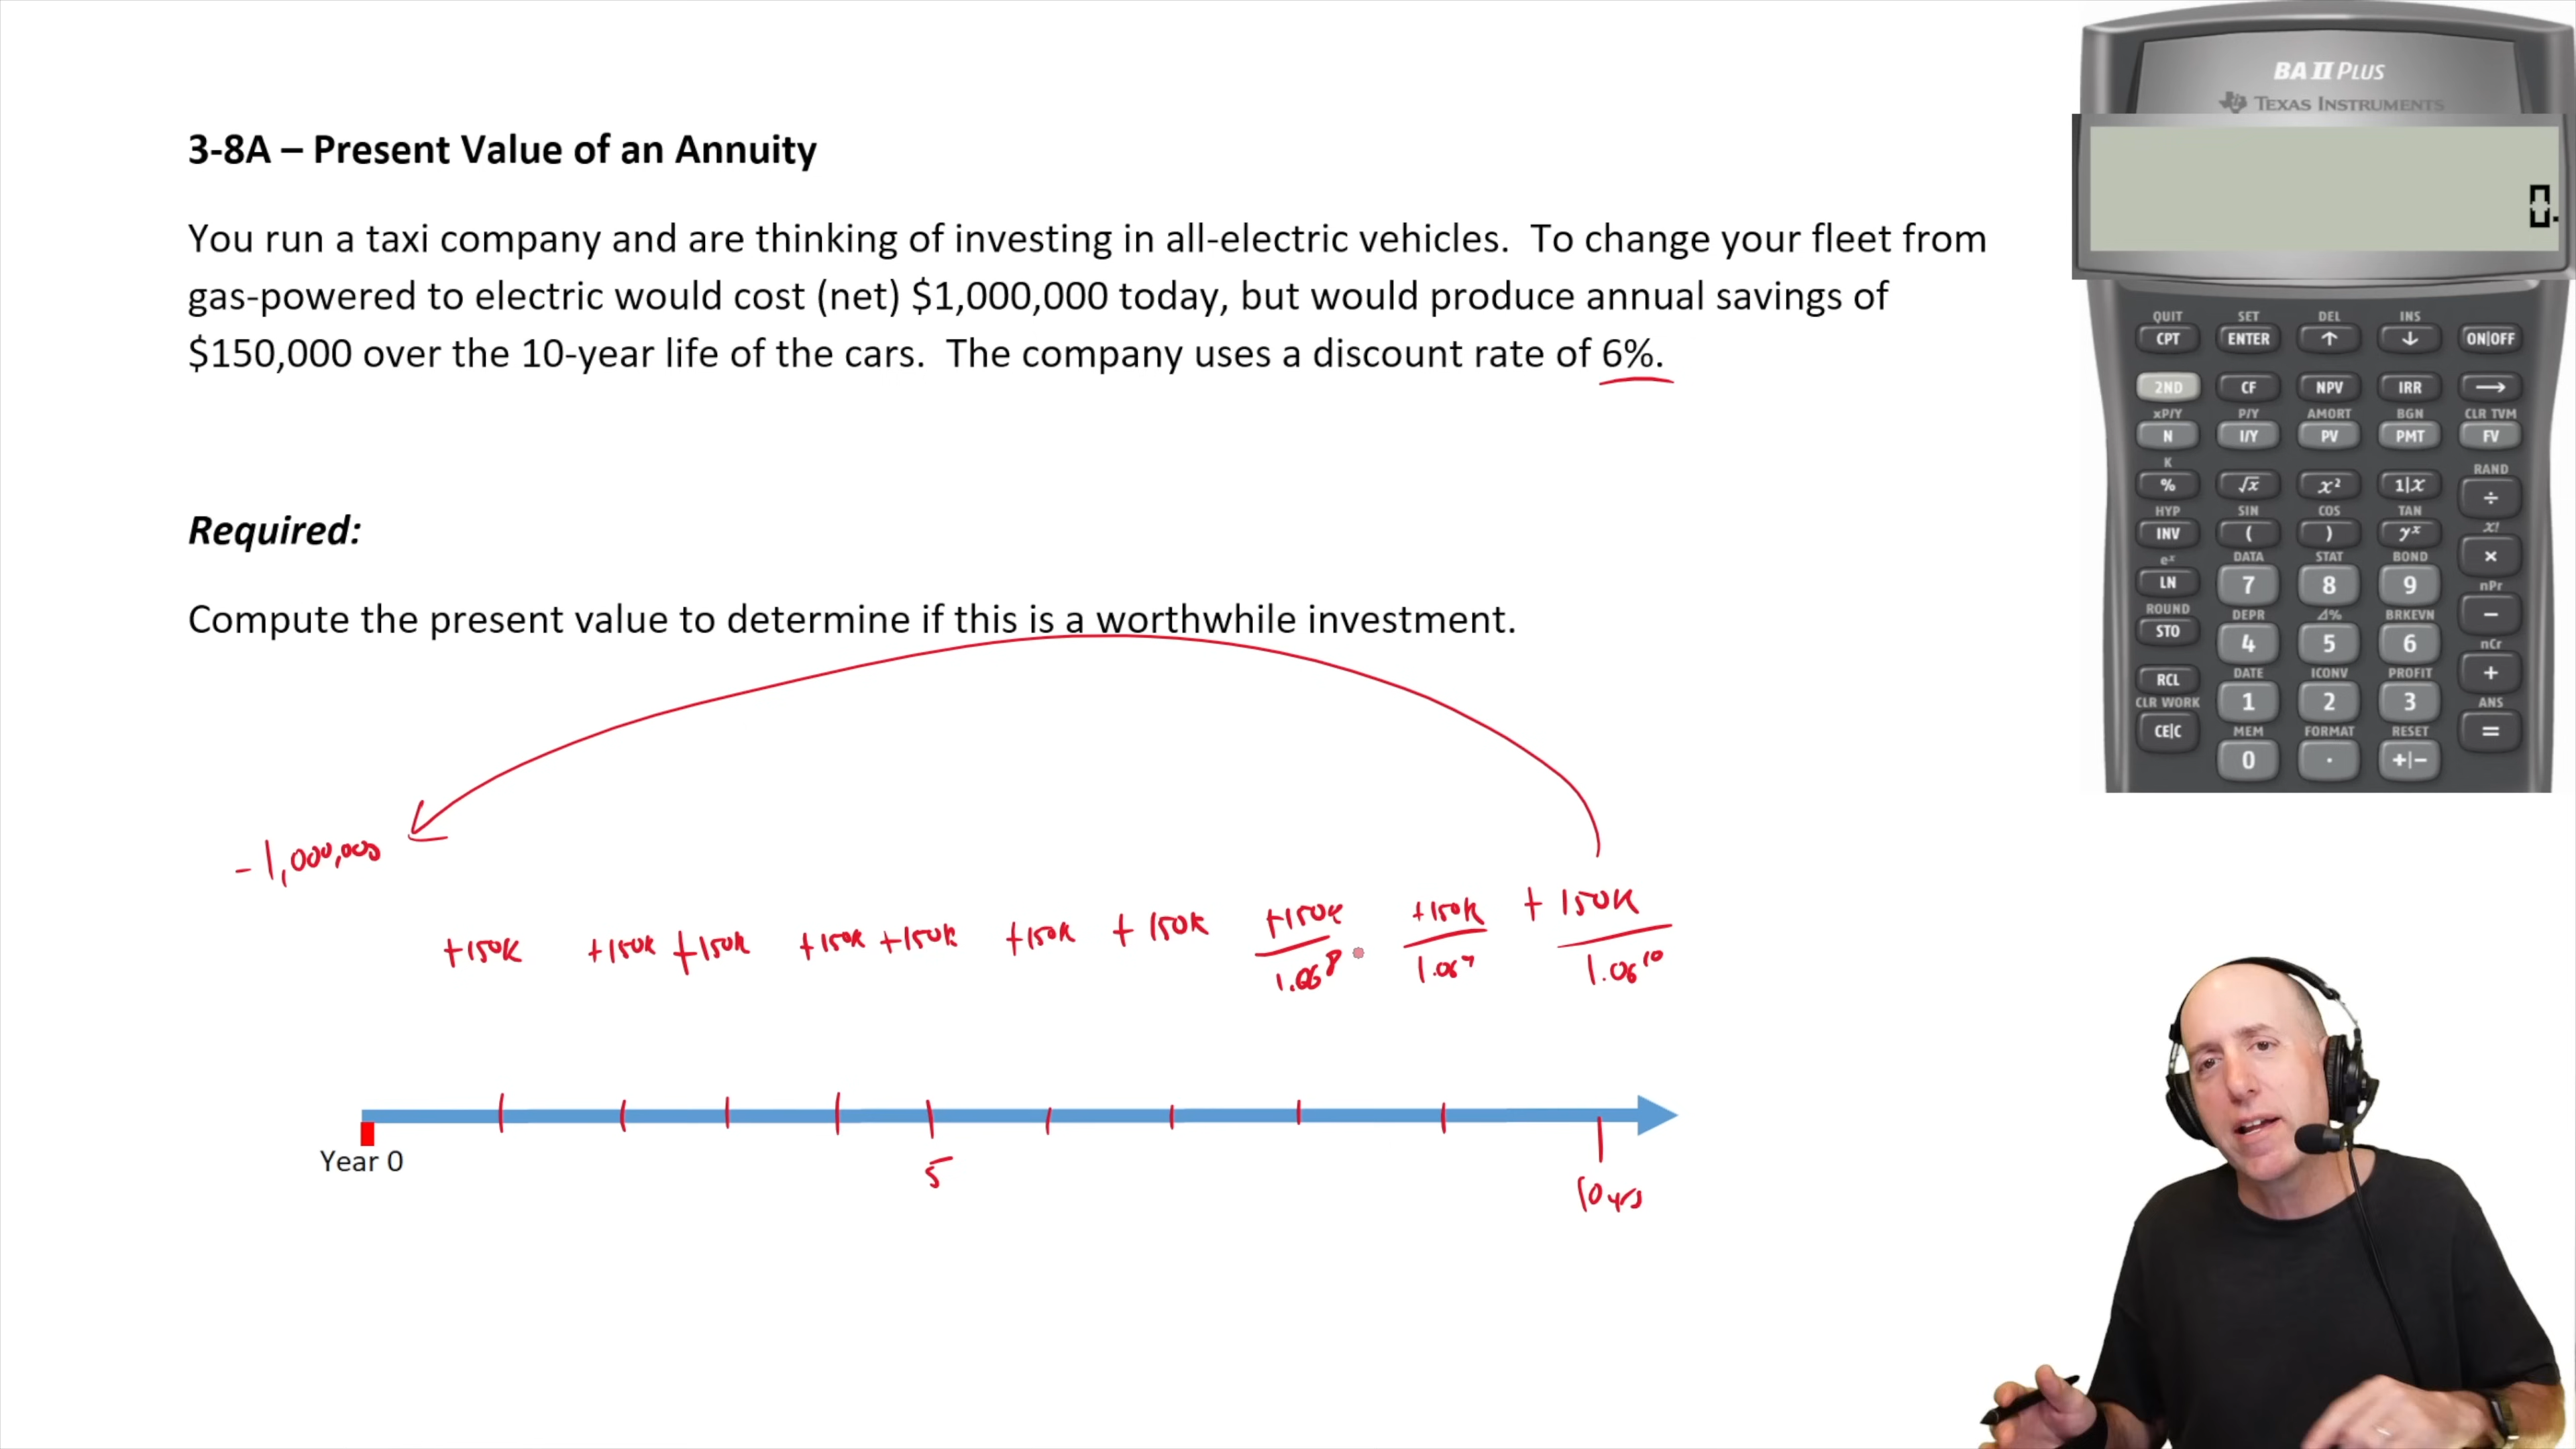 3-8A – Present Value of an Annuity
You run a taxi company and are thinking of investing in all-electric vehicles.  To change your fleet from
gas-powered to electric would cost (net) $1,000,000 today, but would produce annual savings of
$150,000 over the 10-year life of the cars.  The company uses a discount rate of 6%.
Required:
Compute the present value to determine if this is a worthwhile investment.
- 1,000,000
+150K +150K +150K +150K +150K +150K + 150K +150K +150K + 150K
1.06⁸ 1.06⁹ 1.06¹⁰
Year 0
5
10 yrs
BA II PLUS
TEXAS INSTRUMENTS
0.
QUIT SET DEL INS
CPT ENTER ↑ ↓ ON|OFF
2ND CF NPV IRR →
xP/Y P/Y AMORT BGN CLR TVM
N I/Y PV PMT FV
K RAND
% √x x² 1|x ÷
HYP SIN COS TAN x!
INV ( ) yˣ ×
eˣ DATA STAT BOND
LN 7 8 9 nPr
ROUND DEPR Δ% BRKEVN
STO 4 5 6 −
nCr
DATE ICONV PROFIT
RCL 1 2 3 +
CLR WORK ANS
MEM FORMAT RESET
CE|C 0 . +|− =